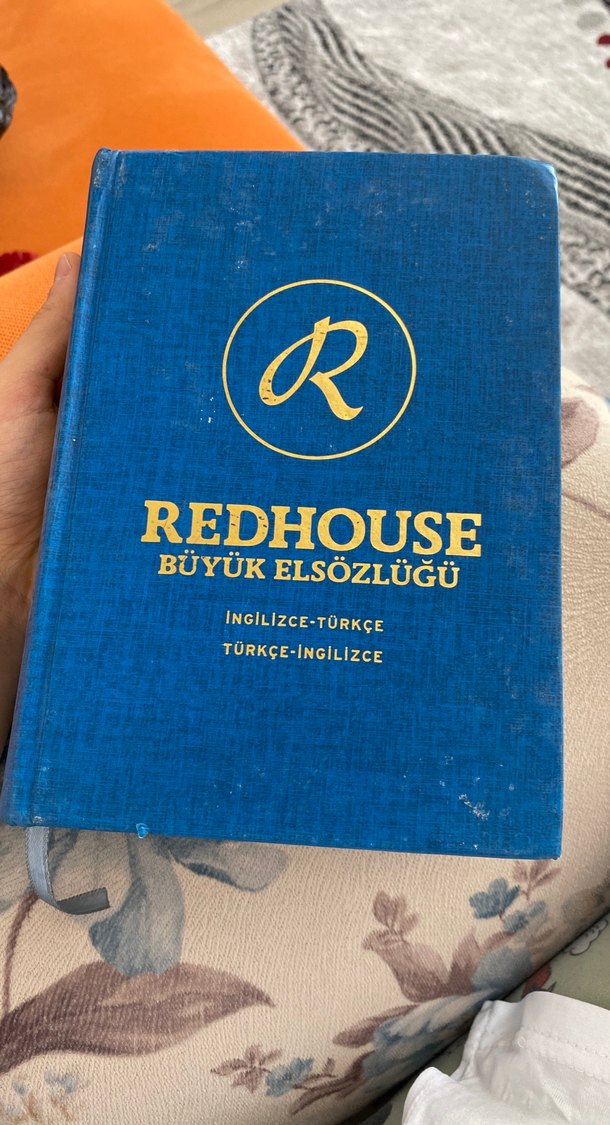 R
REDHOUSE
BÜYÜK ELSÖZLÜĞÜ
İNGİLİZCE-TÜRKÇE
TÜRKÇE-İNGİLİZCE